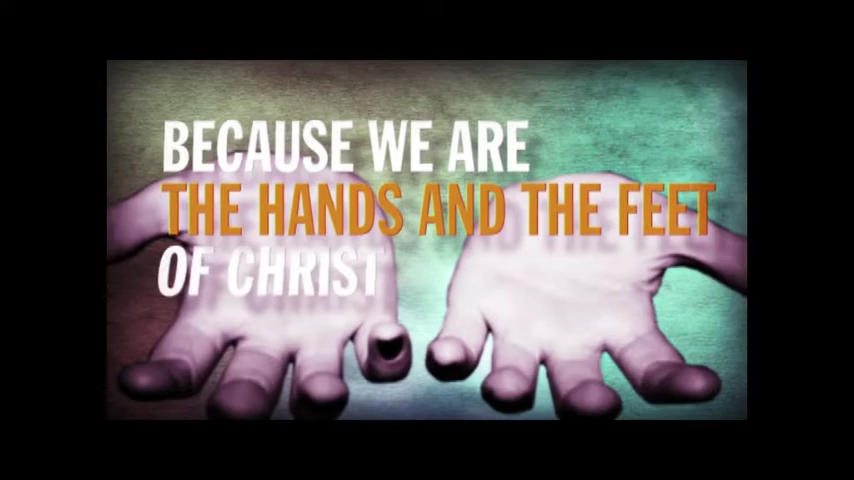 BECAUSE WE ARE
THE HANDS AND THE FEET
OF CHRIST